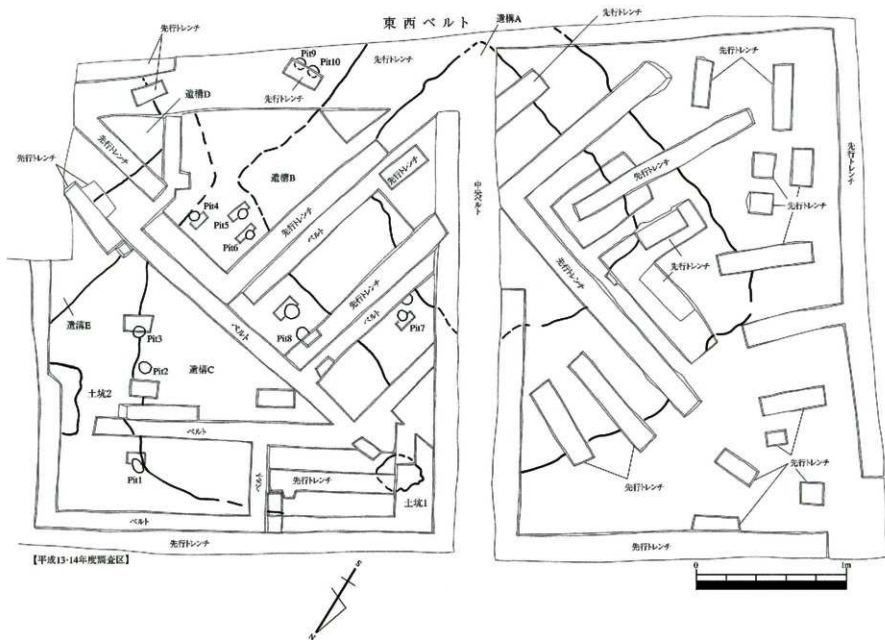 東西ベルト
遺構A
先行トレンチ
先行トレンチ
Pit9
Pit10
先行トレンチ
先行トレンチ
先行トレンチ
遺構D
先行トレンチ
先行トレンチ
先行トレンチ
先行トレンチ
遺構B
先行トレンチ
中央ベルト
先行トレンチ
先行トレンチ
Pit4
Pit5
Pit6
先行トレンチ
ベルト
先行トレンチ
先行トレンチ
先行トレンチ
遺構E
ベルト
Pit3
Pit8
ベルト
Pit7
Pit2
遺構C
土坑2
ベルト
Pit1
ベルト
先行トレンチ
土坑1
先行トレンチ
先行トレンチ
ベルト
先行トレンチ
先行トレンチ
【平成13・14年度調査区】
0
1m
S
N